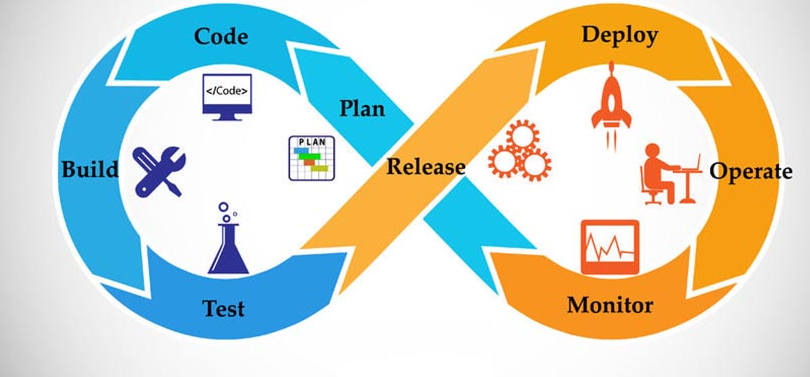 Code
Deploy
</Code>
Plan
PLAN
Build
Release
Operate
Test
Monitor